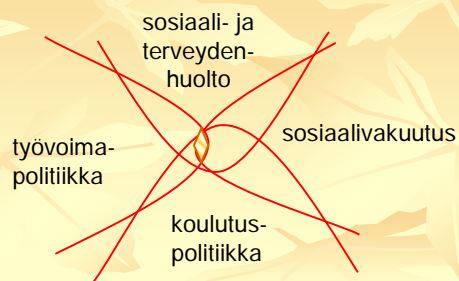 sosiaali- ja
terveyden-
huolto
työvoima-
politiikka
sosiaalivakuutus
koulutus-
politiikka